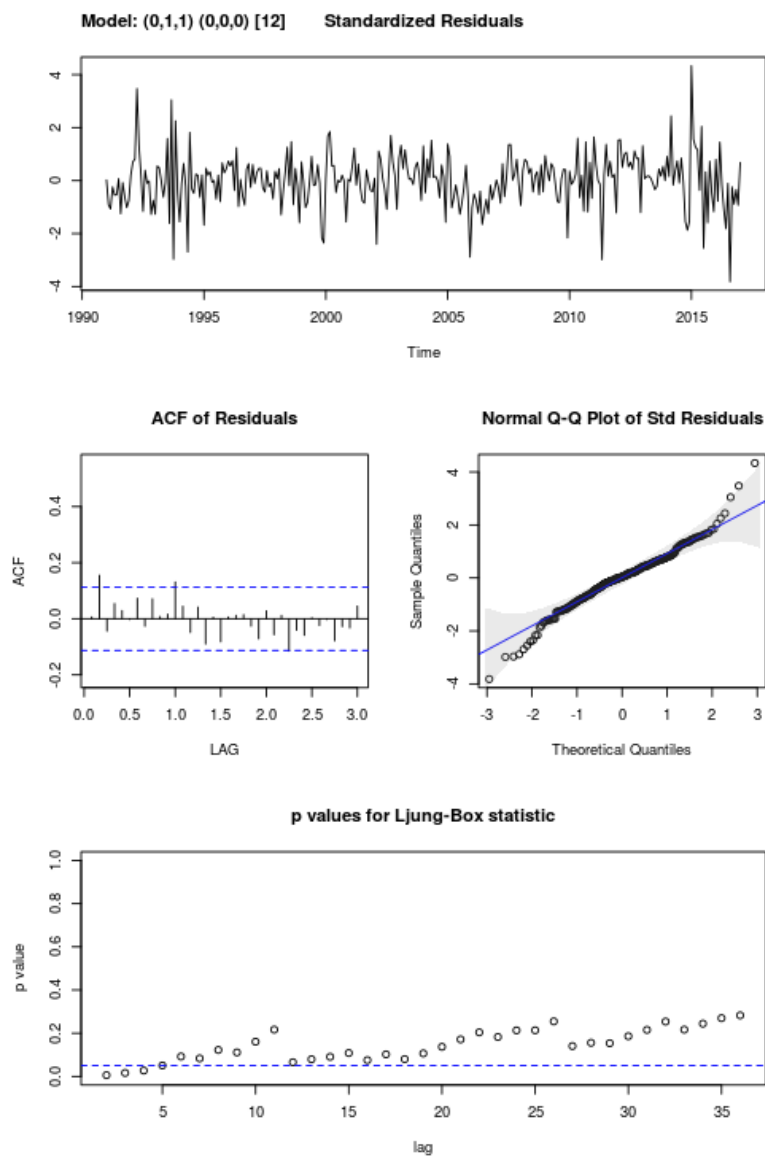 Model: (0,1,1) (0,0,0) [12] Standardized Residuals
4
2
0
-2
-4
1990 1995 2000 2005 2010 2015
Time
ACF of Residuals
ACF
0.4
0.2
0.0
-0.2
0.0 0.5 1.0 1.5 2.0 2.5 3.0
LAG
Normal Q-Q Plot of Std Residuals
Sample Quantiles
4
2
0
-2
-4
-3 -2 -1 0 1 2 3
Theoretical Quantiles
p values for Ljung-Box statistic
p value
1.0
0.8
0.6
0.4
0.2
0.0
5 10 15 20 25 30 35
lag